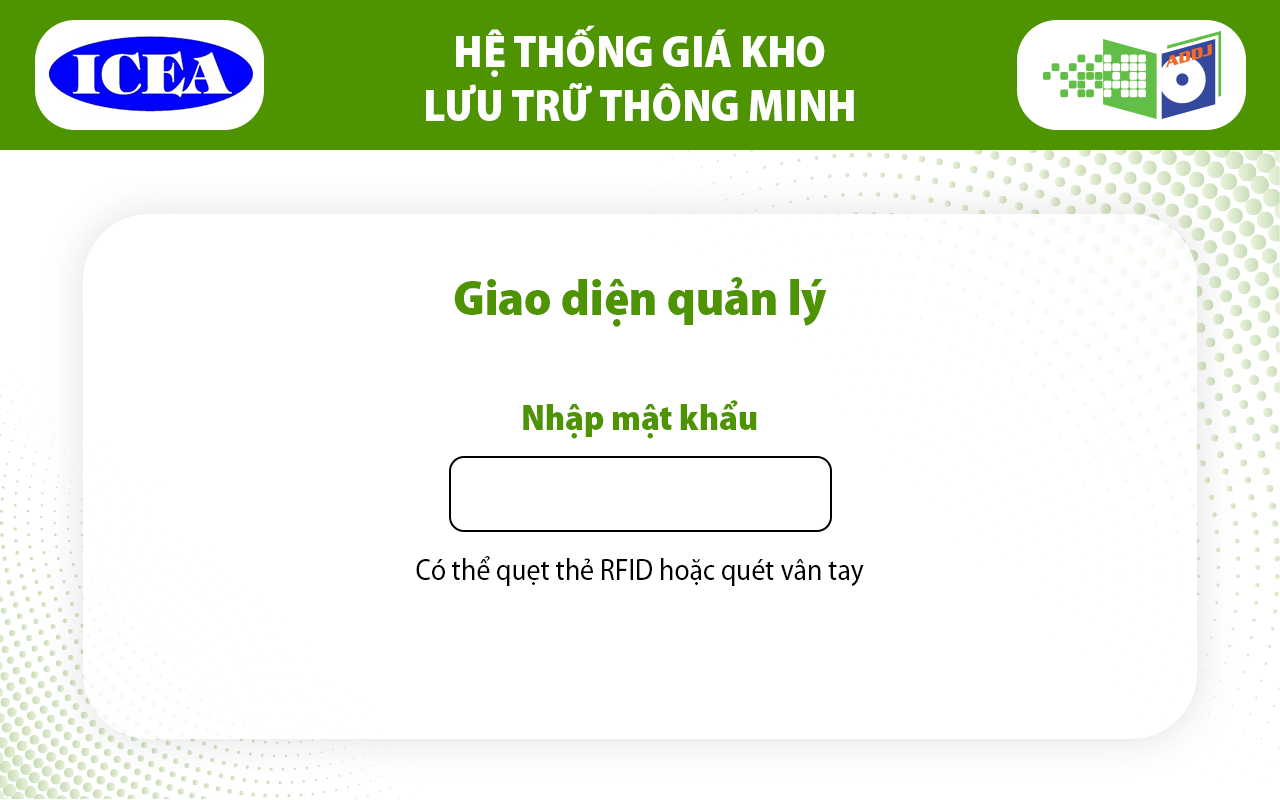 ICEA
HỆ THỐNG GIÁ KHO
LƯU TRỮ THÔNG MINH
ADDJ
Giao diện quản lý
Nhập mật khẩu
Có thể quẹt thẻ RFID hoặc quét vân tay